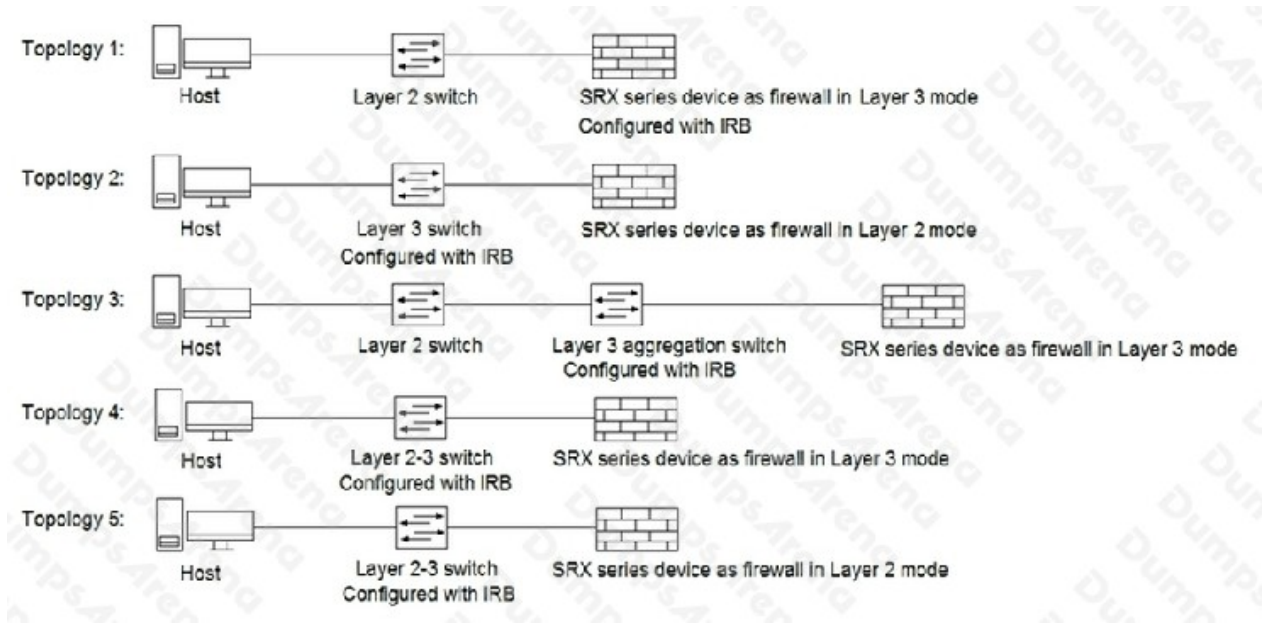 Topology 1:
Host
Layer 2 switch
SRX series device as firewall in Layer 3 mode
Configured with IRB
Topology 2:
Host
Layer 3 switch
Configured with IRB
SRX series device as firewall in Layer 2 mode
Topology 3:
Host
Layer 2 switch
Layer 3 aggregation switch
Configured with IRB
SRX series device as firewall in Layer 3 mode
Topology 4:
Host
Layer 2-3 switch
Configured with IRB
SRX series device as firewall in Layer 3 mode
Topology 5:
Host
Layer 2-3 switch
Configured with IRB
SRX series device as firewall in Layer 2 mode
DumpsArena